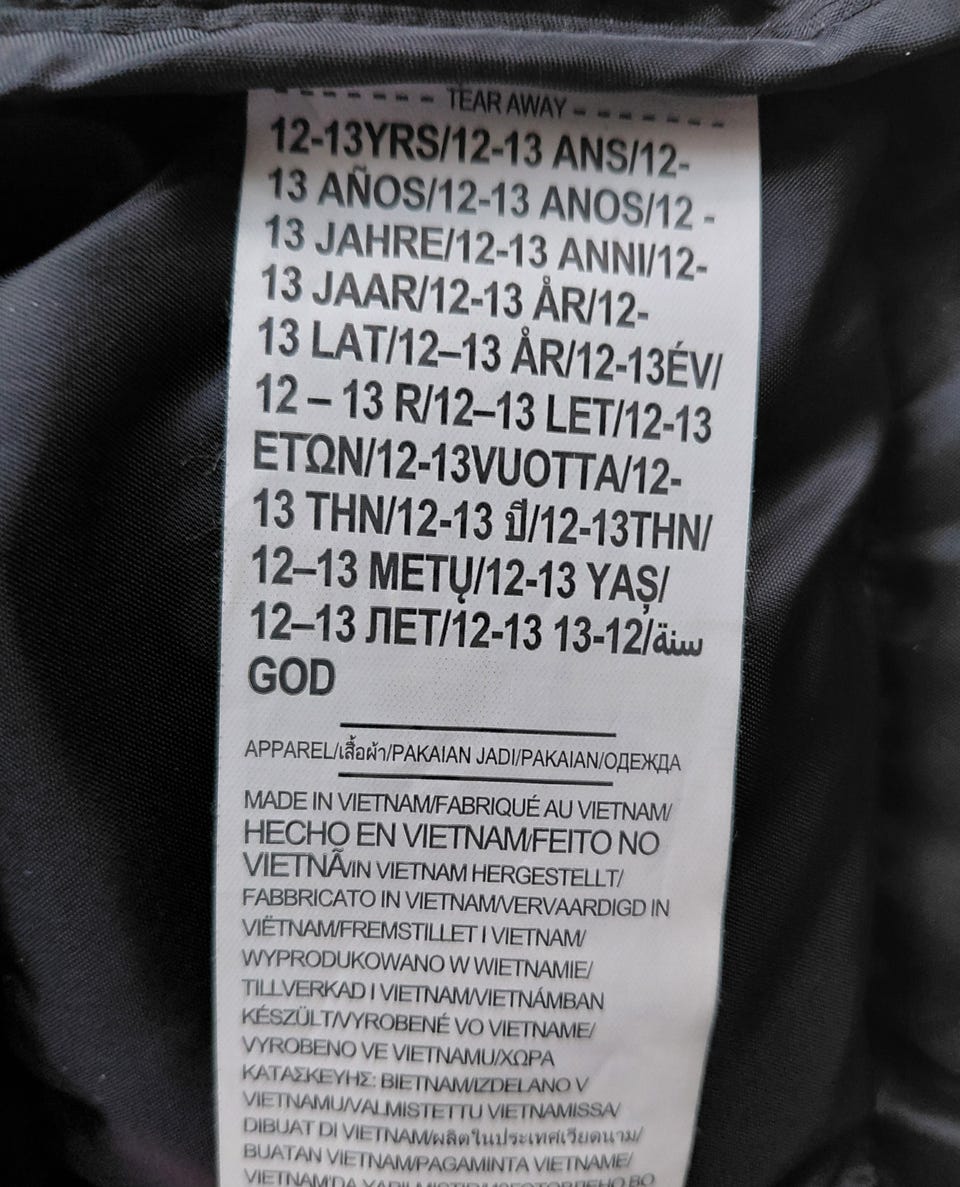 TEAR AWAY
12-13YRS/12-13 ANS/12-
13 AÑOS/12-13 ANOS/12 -
13 JAHRE/12-13 ANNI/12-
13 JAAR/12-13 ÅR/12-
13 LAT/12–13 ÅR/12-13ÉV/
12 – 13 R/12–13 LET/12-13
ΕΤΩΝ/12-13VUOTTA/12-
13 THN/12-13 ปี/12-13THN/
12–13 METŲ/12-13 YAŞ/
12–13 ЛЕТ/12-13 13-12/سنة
GOD
APPAREL/เสื้อผ้า/PAKAIAN JADI/PAKAIAN/ОДЕЖДА
MADE IN VIETNAM/FABRIQUÉ AU VIETNAM/
HECHO EN VIETNAM/FEITO NO
VIETNÃ/IN VIETNAM HERGESTELLT/
FABBRICATO IN VIETNAM/VERVAARDIGD IN
VIËTNAM/FREMSTILLET I VIETNAM/
WYPRODUKOWANO W WIETNAMIE/
TILLVERKAD I VIETNAM/VIETNÁMBAN
KÉSZÜLT/VYROBENÉ VO VIETNAME/
VYROBENO VE VIETNAMU/ΧΩΡΑ
ΚΑΤΑΣΚΕΥΗΣ: ΒΙΕΤΝΑΜ/IZDELANO V
VIETNAMU/VALMISTETTU VIETNAMISSA/
DIBUAT DI VIETNAM/ผลิตในประเทศเวียดนาม/
BUATAN VIETNAM/PAGAMINTA VIETNAME/
VIETNAM'DA YAPILMIŞTIR/ИЗГОТОВЛЕНО ВО